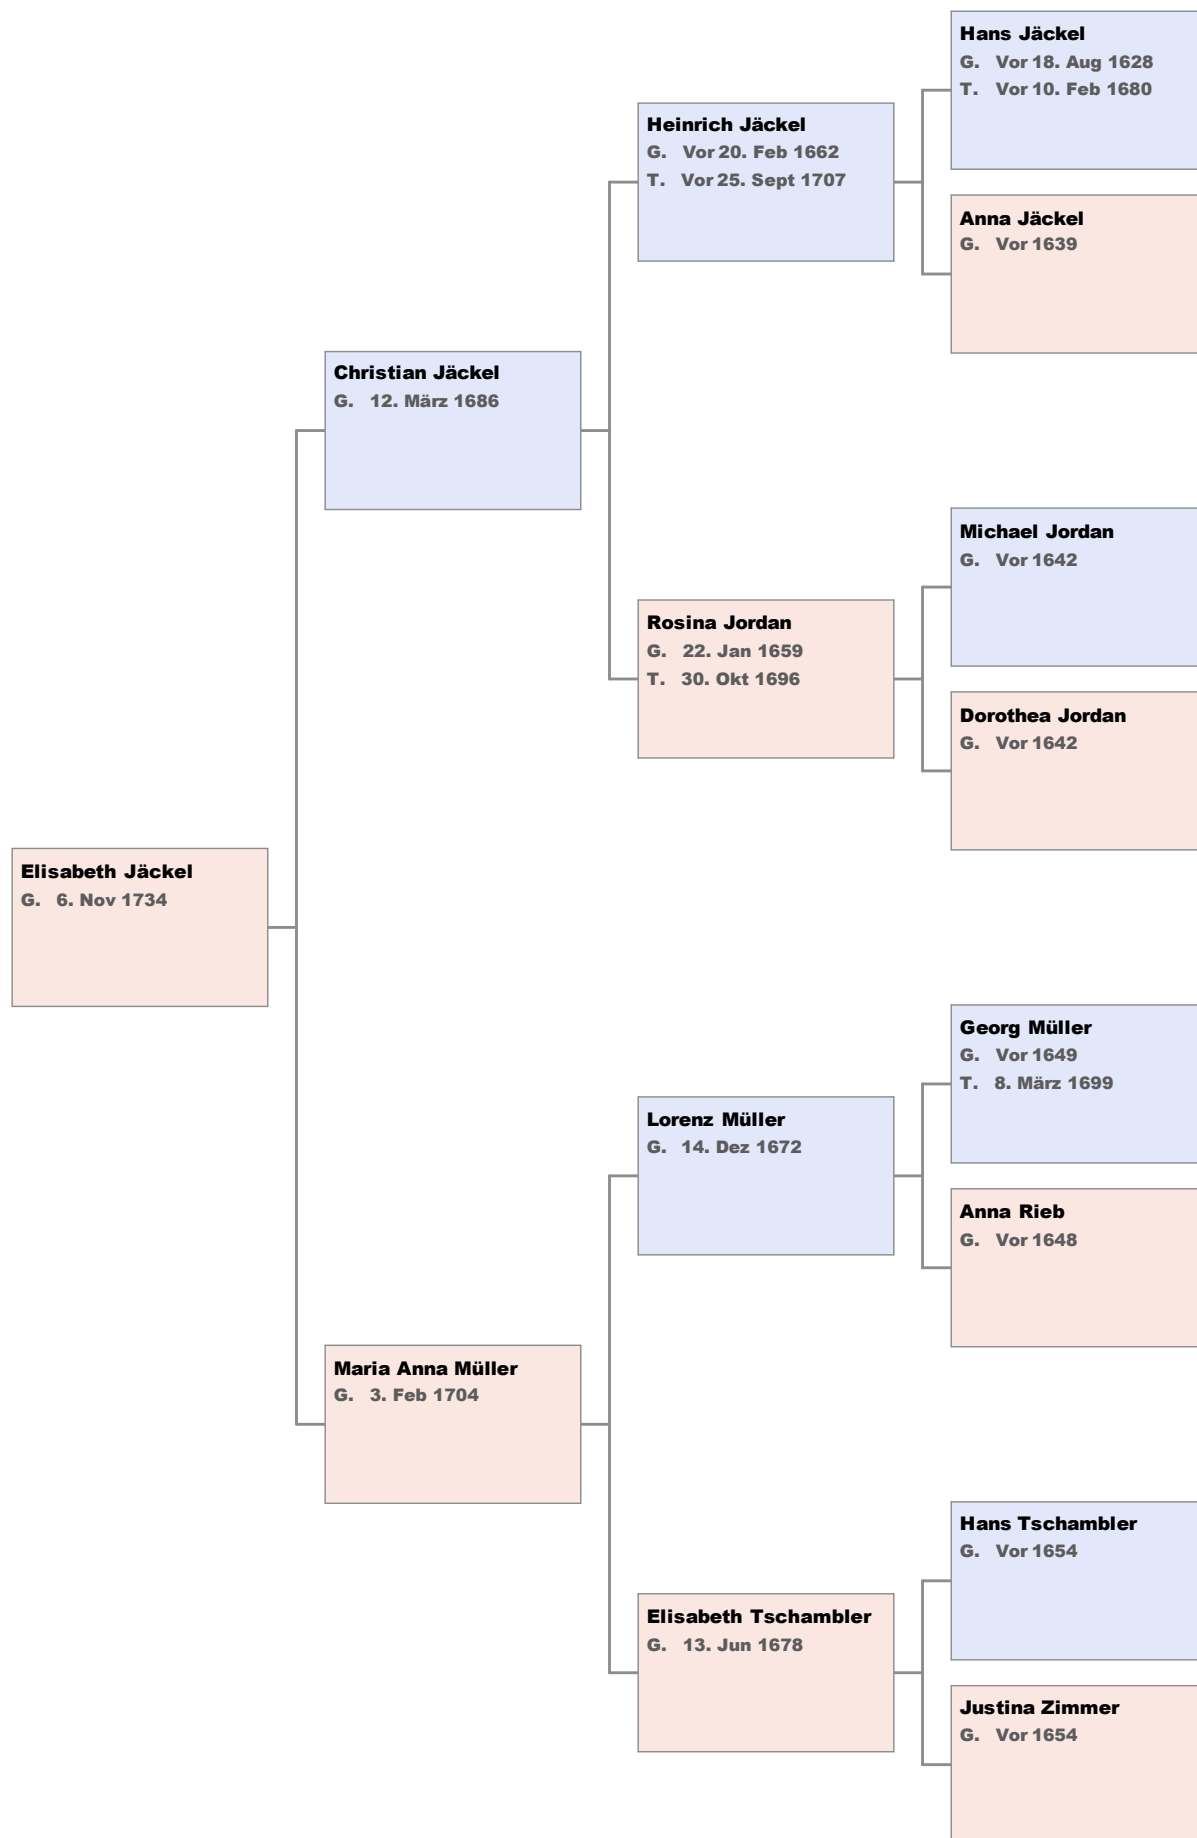 Hans Jäckel
G. Vor 18. Aug 1628
T. Vor 10. Feb 1680
Heinrich Jäckel
G. Vor 20. Feb 1662
T. Vor 25. Sept 1707
Anna Jäckel
G. Vor 1639
Christian Jäckel
G. 12. März 1686
Michael Jordan
G. Vor 1642
Rosina Jordan
G. 22. Jan 1659
T. 30. Okt 1696
Dorothea Jordan
G. Vor 1642
Elisabeth Jäckel
G. 6. Nov 1734
Georg Müller
G. Vor 1649
T. 8. März 1699
Lorenz Müller
G. 14. Dez 1672
Anna Rieb
G. Vor 1648
Maria Anna Müller
G. 3. Feb 1704
Hans Tschambler
G. Vor 1654
Elisabeth Tschambler
G. 13. Jun 1678
Justina Zimmer
G. Vor 1654